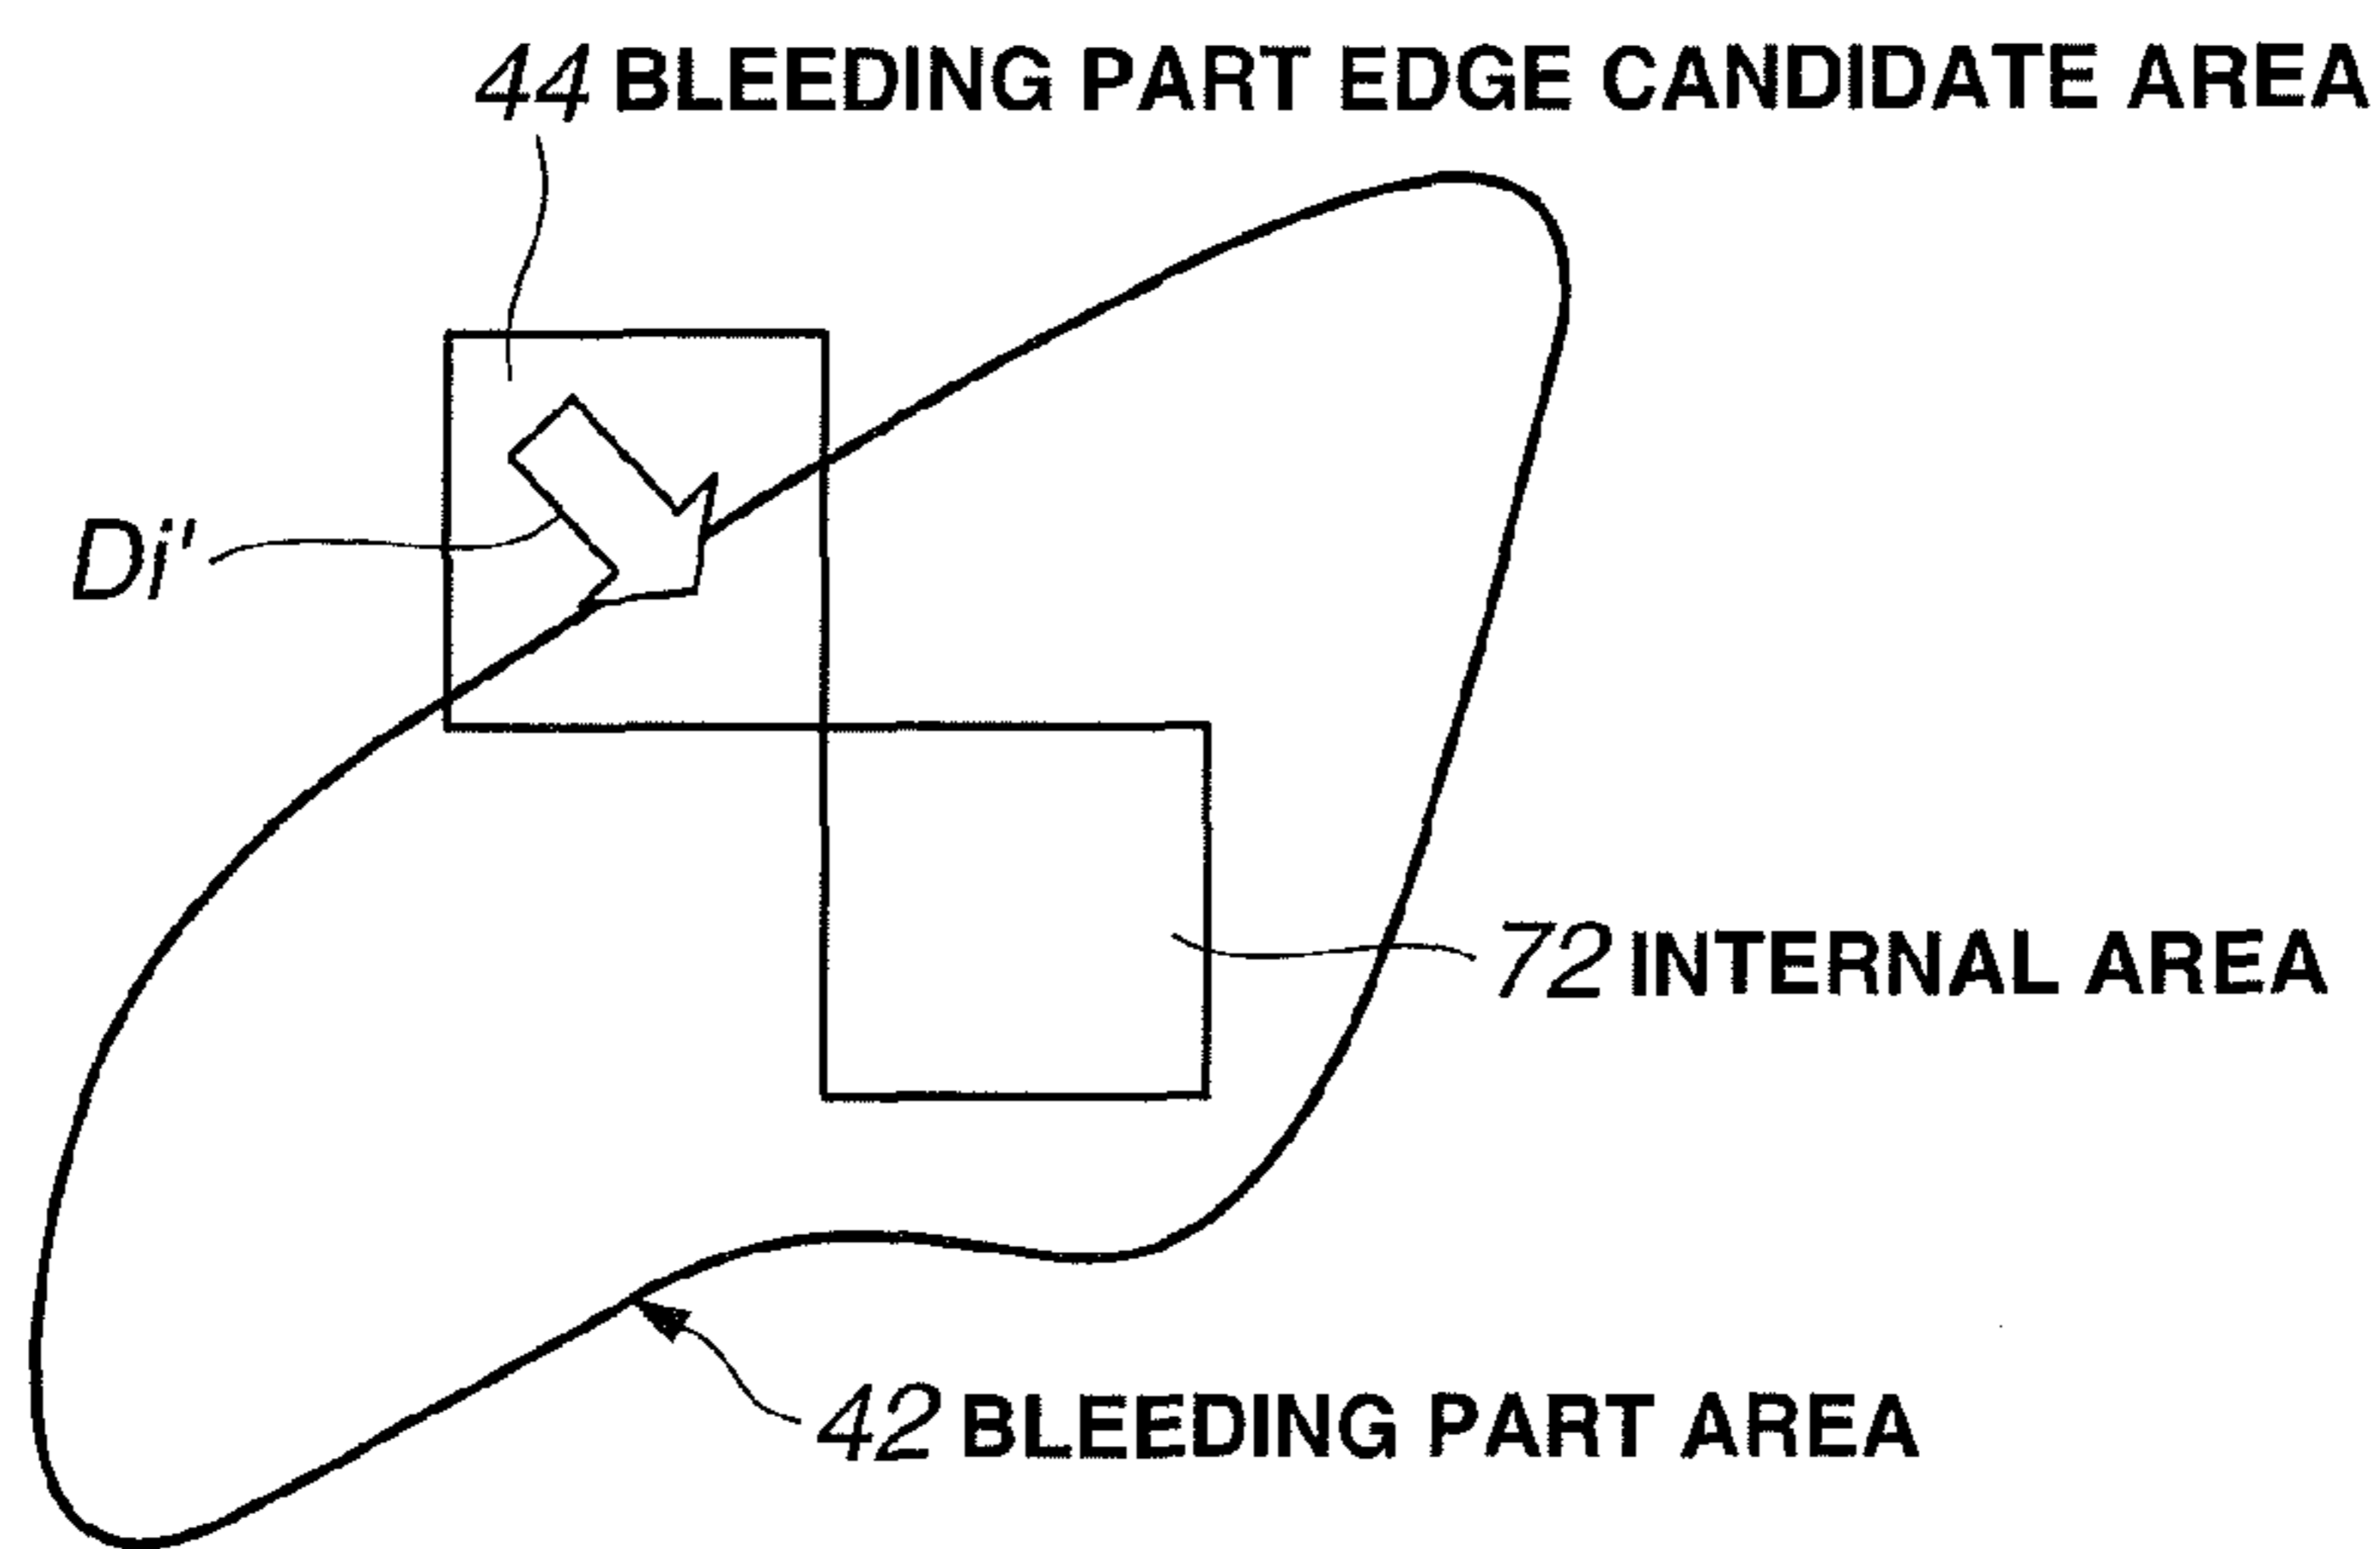 44 BLEEDING PART EDGE CANDIDATE AREA
Di'
72 INTERNAL AREA
42 BLEEDING PART AREA